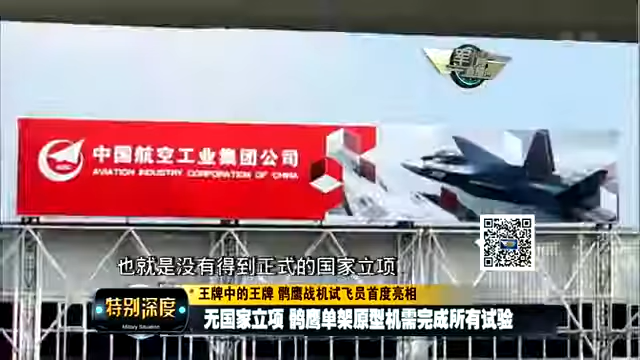 中国航空工业集团公司
AVIATION INDUSTRY CORPORATION OF CHINA
也就是没有得到正式的国家立项
王牌中的王牌 鹘鹰战机试飞员首度亮相
特别深度
Military Situation
无国家立项 鹘鹰单架原型机需完成所有试验